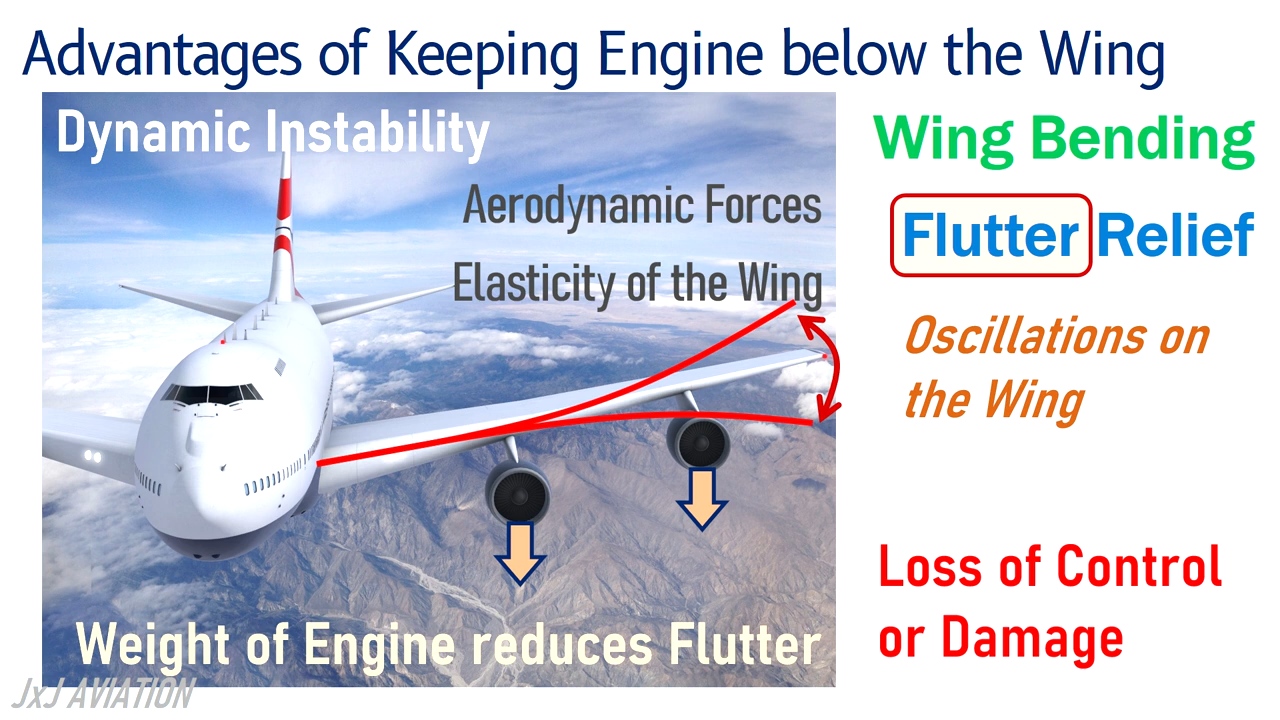 Advantages of Keeping Engine below the Wing
Dynamic Instability
Aerodynamic Forces
Elasticity of the Wing
Weight of Engine reduces Flutter
Wing Bending
Flutter Relief
Oscillations on
the Wing
Loss of Control
or Damage
JxJ AVIATION